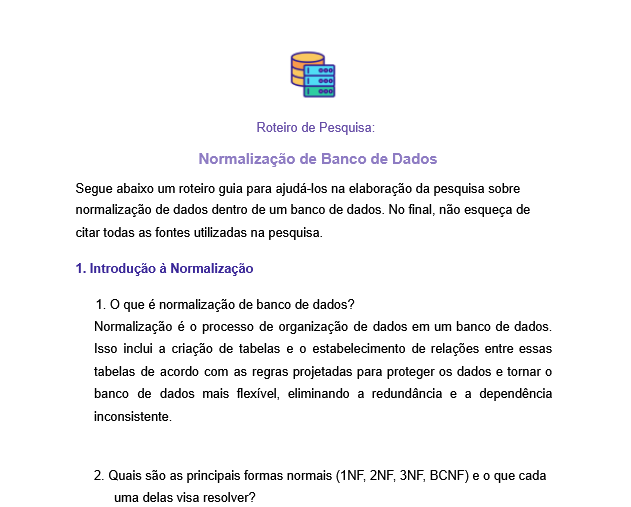 Roteiro de Pesquisa:
Normalização de Banco de Dados
Segue abaixo um roteiro guia para ajudá-los na elaboração da pesquisa sobre
normalização de dados dentro de um banco de dados. No final, não esqueça de
citar todas as fontes utilizadas na pesquisa.
1. Introdução à Normalização
1. O que é normalização de banco de dados?
Normalização é o processo de organização de dados em um banco de dados.
Isso inclui a criação de tabelas e o estabelecimento de relações entre essas
tabelas de acordo com as regras projetadas para proteger os dados e tornar o
banco de dados mais flexível, eliminando a redundância e a dependência
inconsistente.
2. Quais são as principais formas normais (1NF, 2NF, 3NF, BCNF) e o que cada
uma delas visa resolver?